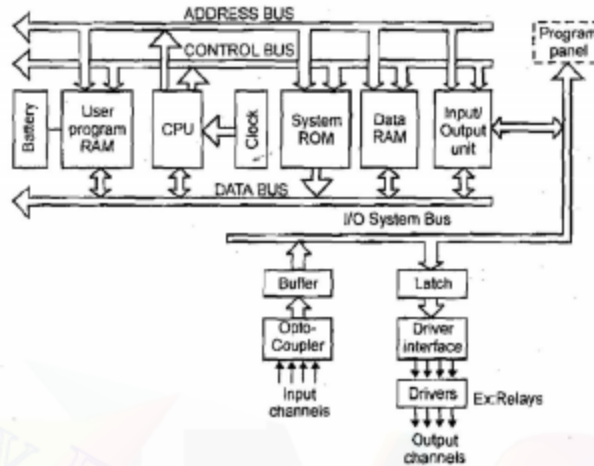 ADDRESS BUS
Program
panel
CONTROL BUS
Battery
User
program
RAM
CPU
Clock
System
ROM
Data
RAM
Input/
Output
unit
DATA BUS
I/O System Bus
Buffer
Latch
Opto-
Coupler
Driver
interface
Input
channels
Drivers
Ex:Relays
Output
channels